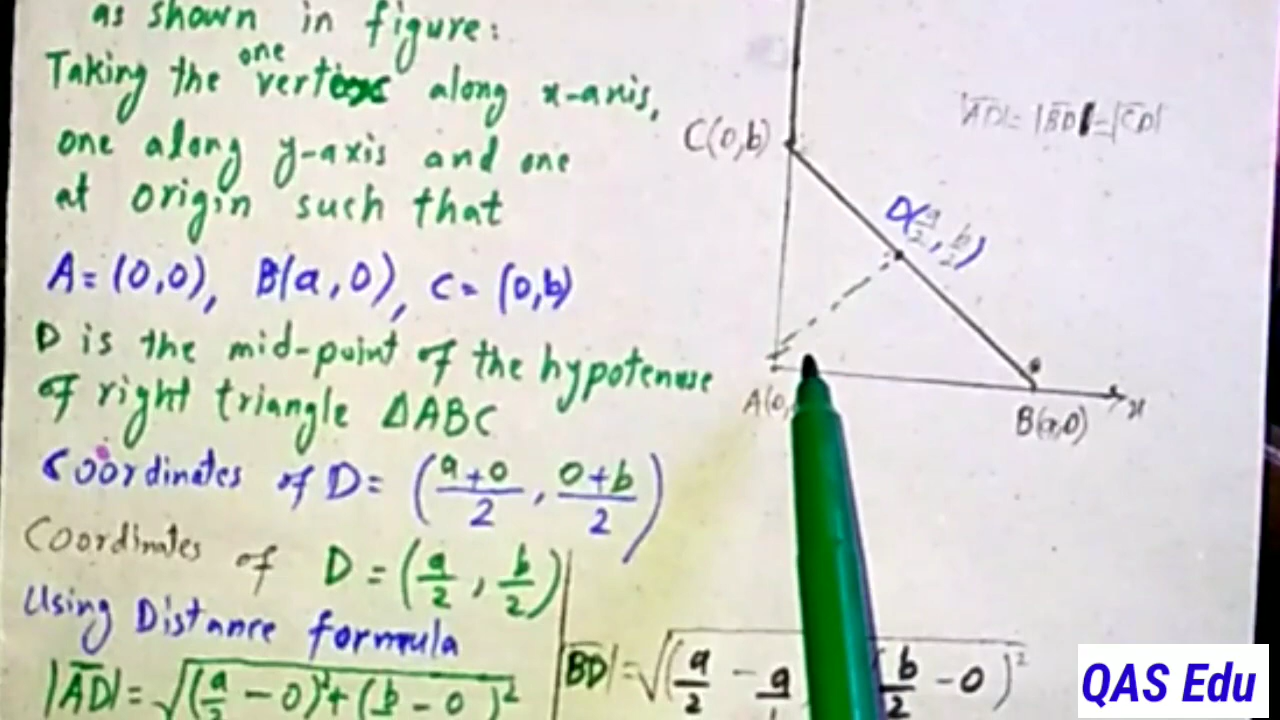 as shown in figure:
Taking the one vertex along x-axis,
one along y-axis and one
at origin such that
A = (0,0), B(a,0), C = (0,b)
D is the mid-point of the hypotenuse
of right triangle ΔABC
Coordinates of D = (a+0/2, 0+b/2)
Coordinates of D = (a/2, b/2)
Using Distance formula
|AD| = √(a/2 - 0)² + (b - 0)²
|AD| = |BD| = |CD|
C(0,b)
D(a/2, b/2)
A(0,
B(a,0)
x
|BD| = √(a/2 - a b/2 - 0)²
QAS Edu